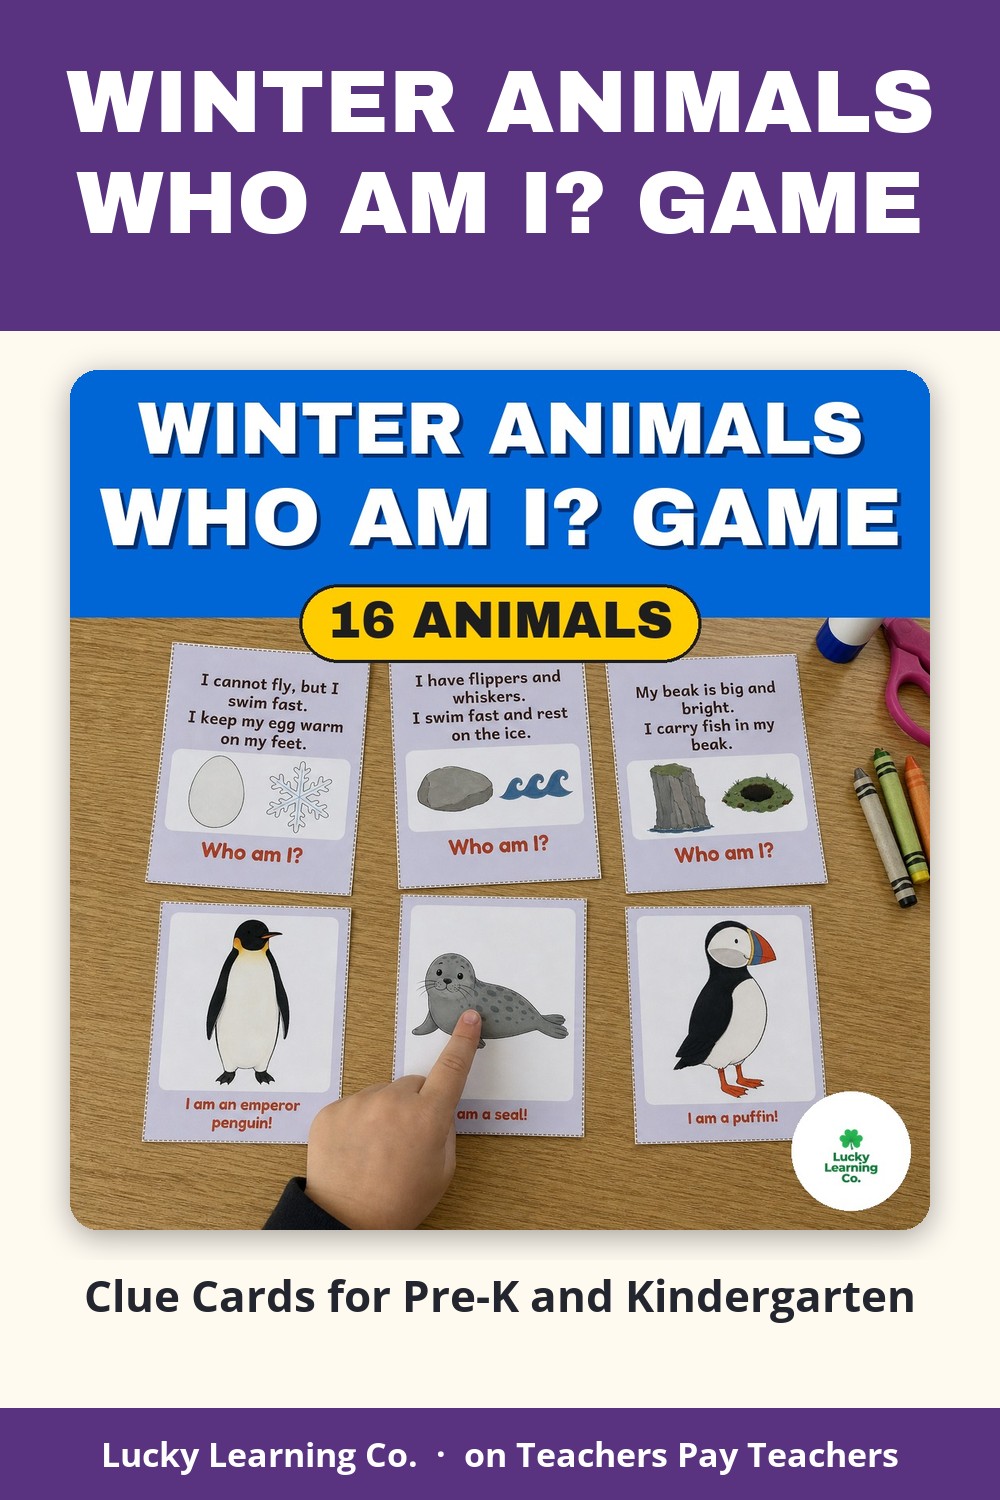 WINTER ANIMALS
WHO AM I? GAME
WINTER ANIMALS
WHO AM I? GAME
16 ANIMALS
I cannot fly, but I
swim fast.
I keep my egg warm
on my feet.
Who am I?
I have flippers and
whiskers.
I swim fast and rest
on the ice.
Who am I?
My beak is big and
bright.
I carry fish in my
beak.
Who am I?
I am an emperor
penguin!
am a seal!
I am a puffin!
Lucky
Learning
Co.
Clue Cards for Pre-K and Kindergarten
Lucky Learning Co. · on Teachers Pay Teachers